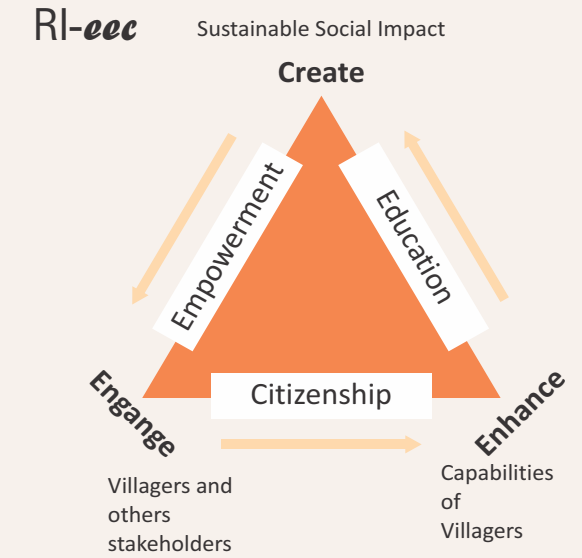 RI-eec
Sustainable Social Impact
Create
Empowerment
Education
Citizenship
Engange
Enhance
Villagers and
others
stakeholders
Capabilities
of
Villagers